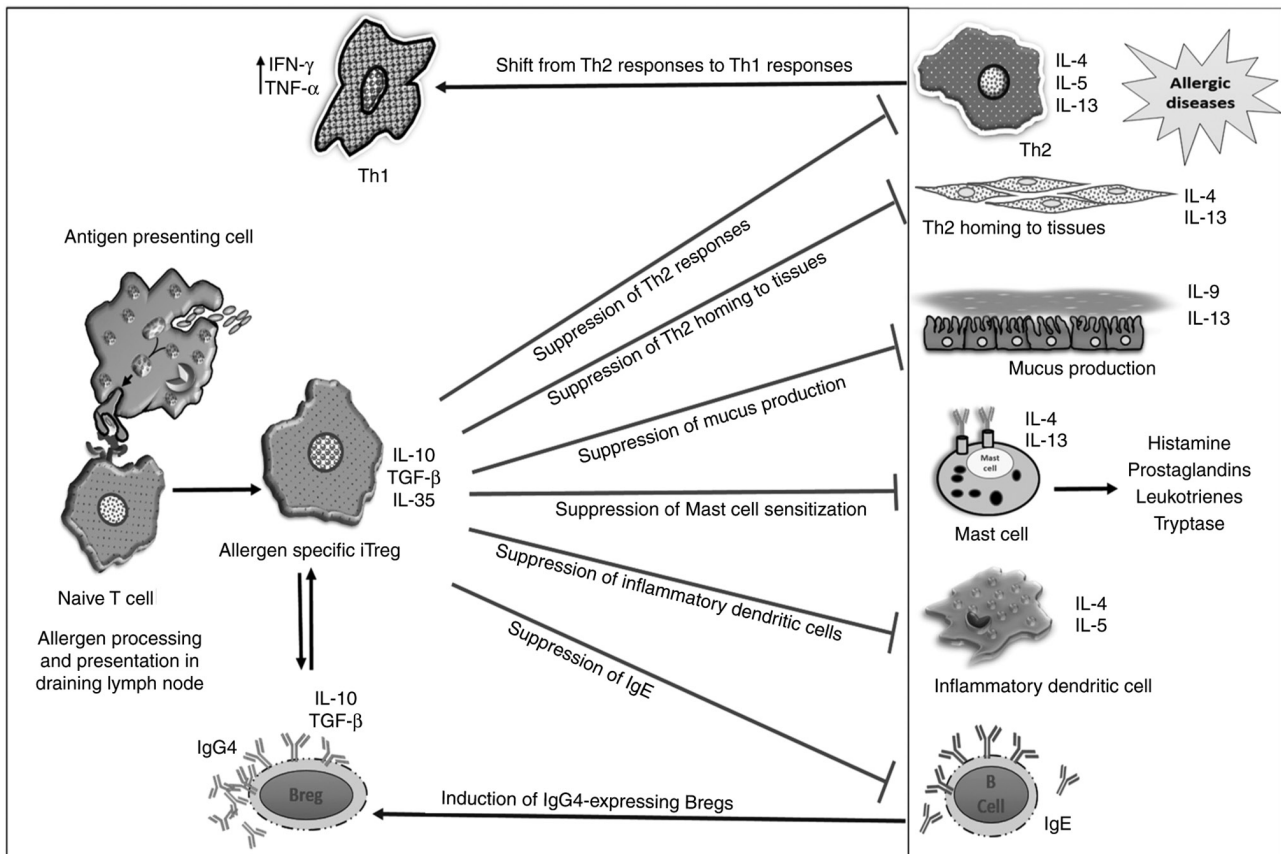 IFN-γ
TNF-α
Th1
Shift from Th2 responses to Th1 responses
IL-4
IL-5
IL-13
Th2
Allergic
diseases
IL-4
IL-13
Th2 homing to tissues
Antigen presenting cell
Suppression of Th2 responses
Suppression of Th2 homing to tissues
IL-9
IL-13
Mucus production
Suppression of mucus production
IL-10
TGF-β
IL-35
Allergen specific iTreg
Naive T cell
Allergen processing
and presentation in
draining lymph node
Suppression of Mast cell sensitization
IL-4
IL-13
Mast
cell
Mast cell
Histamine
Prostaglandins
Leukotrienes
Tryptase
Suppression of inflammatory dendritic cells
IL-4
IL-5
Inflammatory dendritic cell
Suppression of IgE
IL-10
TGF-β
IgG4
Breg
Induction of IgG4-expressing Bregs
B
Cell
IgE